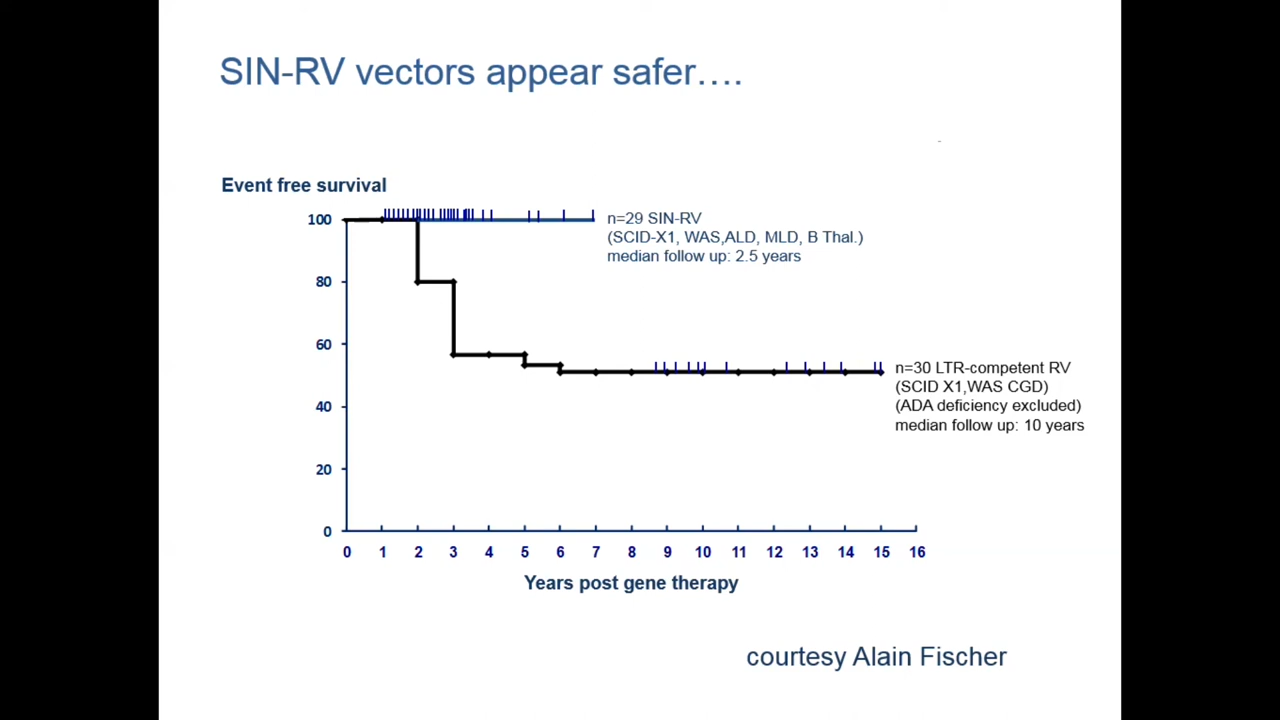 SIN-RV vectors appear safer….
Event free survival
100
80
60
40
20
0
n=29 SIN-RV
(SCID-X1, WAS,ALD, MLD, B Thal.)
median follow up: 2.5 years
n=30 LTR-competent RV
(SCID X1,WAS CGD)
(ADA deficiency excluded)
median follow up: 10 years
0 1 2 3 4 5 6 7 8 9 10 11 12 13 14 15 16
Years post gene therapy
courtesy Alain Fischer